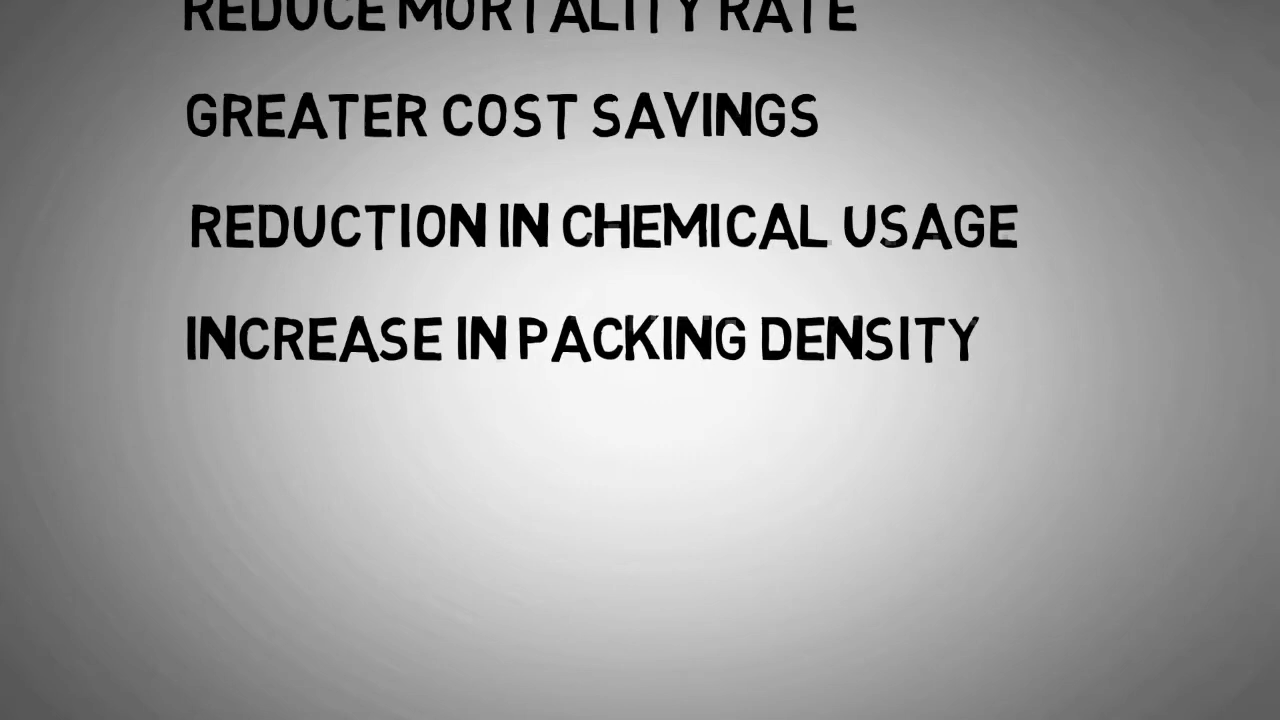 REDUCE MORTALITY RATE
GREATER COST SAVINGS
REDUCTION IN CHEMICAL USAGE
INCREASE IN PACKING DENSITY